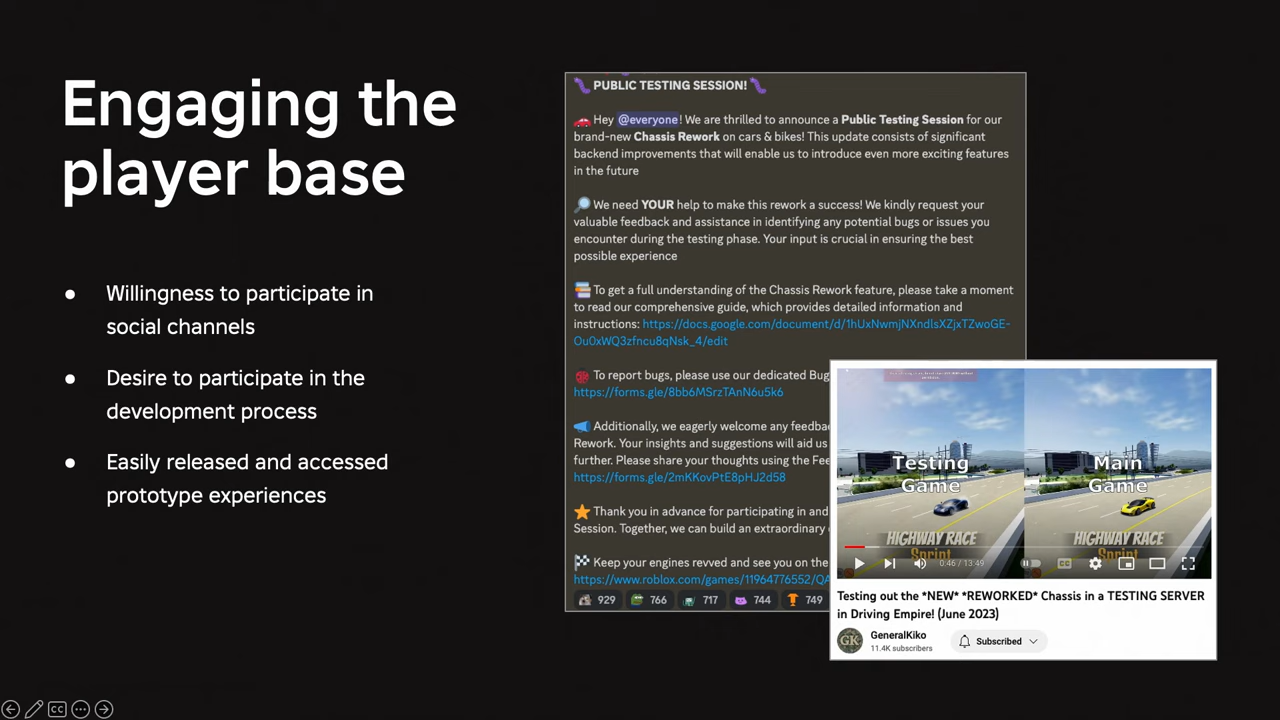 Engaging the
player base
● Willingness to participate in
social channels
● Desire to participate in the
development process
● Easily released and accessed
prototype experiences
PUBLIC TESTING SESSION!
Hey @everyone! We are thrilled to announce a Public Testing Session for our
brand-new Chassis Rework on cars & bikes! This update consists of significant
backend improvements that will enable us to introduce even more exciting features
in the future
We need YOUR help to make this rework a success! We kindly request your
valuable feedback and assistance in identifying any potential bugs or issues you
encounter during the testing phase. Your input is crucial in ensuring the best
possible experience
To get a full understanding of the Chassis Rework feature, please take a moment
to read our comprehensive guide, which provides detailed information and
instructions: https://docs.google.com/document/d/1hUxNwmjNXndlsXZjxTZwoGE-
Ou0xWQ3zfncu8qNsk_4/edit
To report bugs, please use our dedicated Bug
https://forms.gle/8bb6MSrzTAnN6u5k6
Additionally, we eagerly welcome any feedba
Rework. Your insights and suggestions will aid us
further. Please share your thoughts using the Fee
https://forms.gle/2mKKovPtE8pHJ2d58
Thank you in advance for participating in and
Session. Together, we can build an extraordinary
Keep your engines revved and see you on the
https://www.roblox.com/games/11964776552/QA
929 766 717 744 749
Testing
Game
Main
Game
HIGHWAY RACE
Sprint
HIGHWAY RACE
Sprint
0:46 / 13:49
CC
Testing out the *NEW* *REWORKED* Chassis in a TESTING SERVER
in Driving Empire! (June 2023)
GK
GeneralKiko
11.4K subscribers
Subscribed
CC